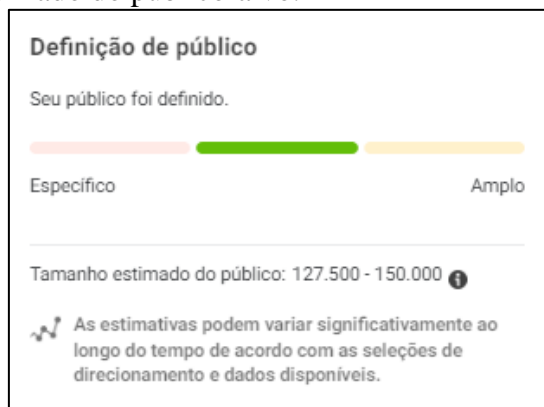 Definição de público
Seu público foi definido.
Específico Amplo
Tamanho estimado do público: 127.500 - 150.000
As estimativas podem variar significativamente ao
longo do tempo de acordo com as seleções de
direcionamento e dados disponíveis.